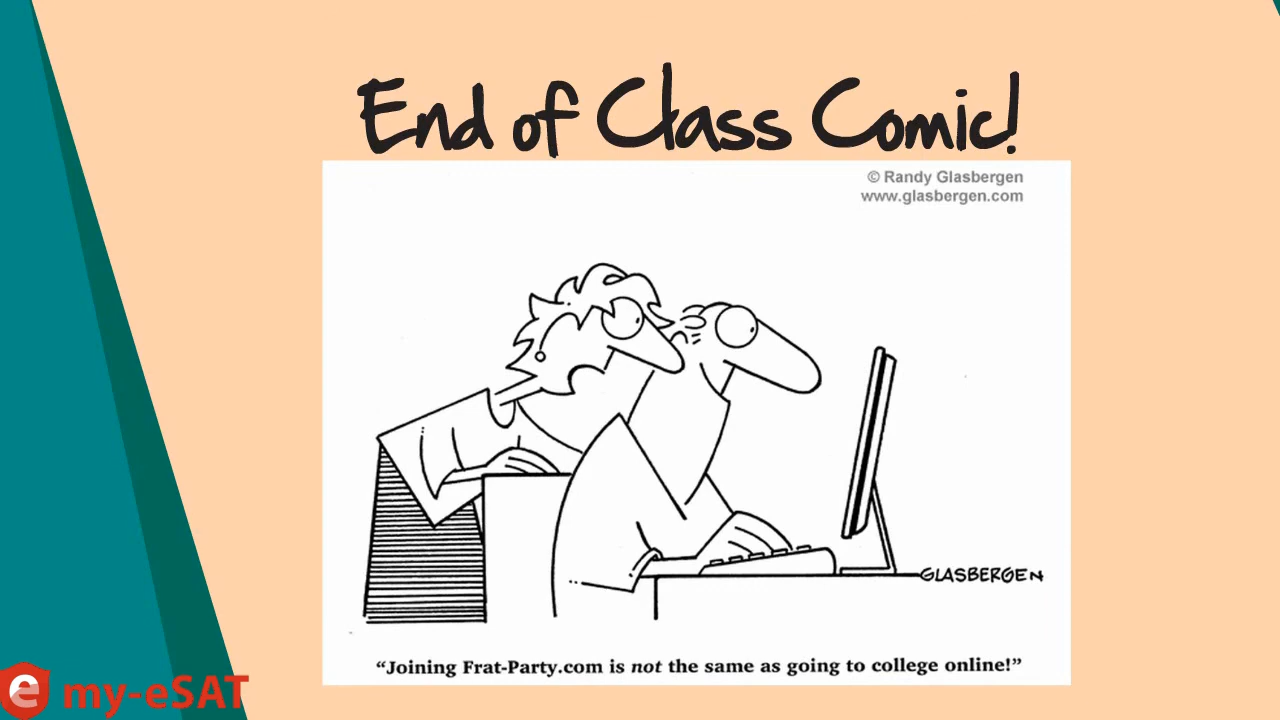 End of Class Comic!
© Randy Glasbergen
www.glasbergen.com
GLASBERGEN
“Joining Frat-Party.com is not the same as going to college online!”
e my-eSAT